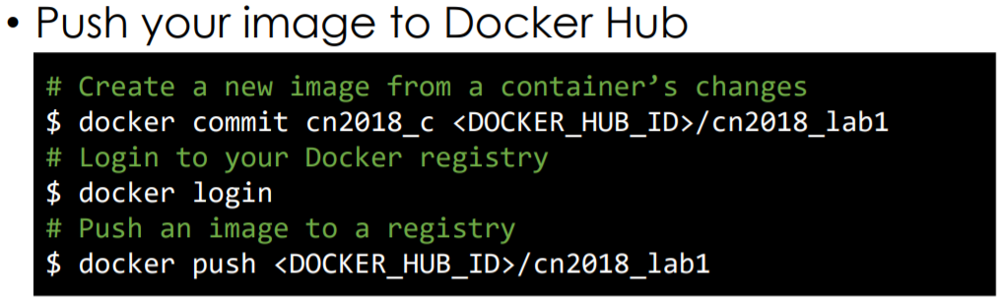 • Push your image to Docker Hub
# Create a new image from a container’s changes
$ docker commit cn2018_c <DOCKER_HUB_ID>/cn2018_lab1
# Login to your Docker registry
$ docker login
# Push an image to a registry
$ docker push <DOCKER_HUB_ID>/cn2018_lab1